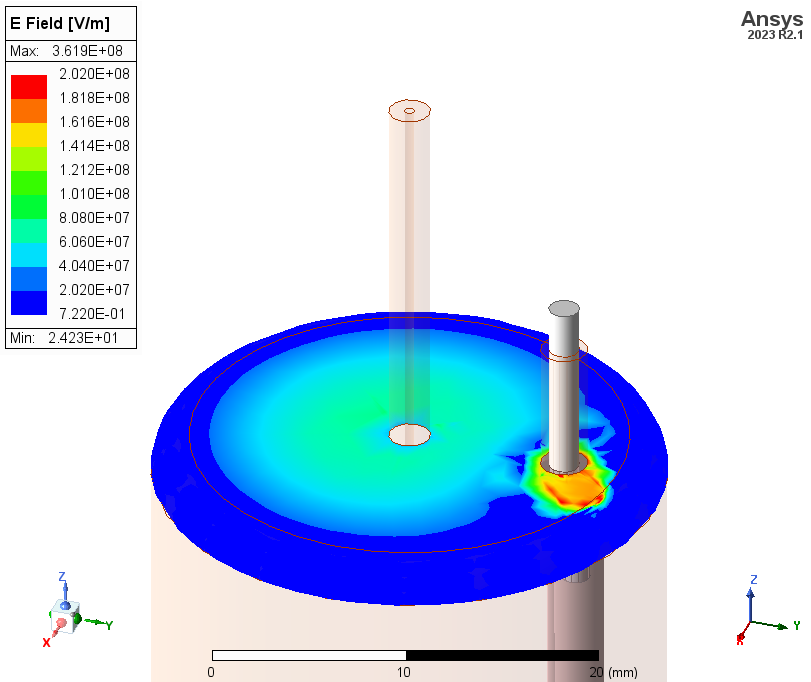 E Field [V/m]
Max: 3.619E+08
2.020E+08
1.818E+08
1.616E+08
1.414E+08
1.212E+08
1.010E+08
8.080E+07
6.060E+07
4.040E+07
2.020E+07
7.220E-01
Min: 2.423E+01
Ansys
2023 R2.1
Z
Y
X
Z
Y
X
0 10 20 (mm)